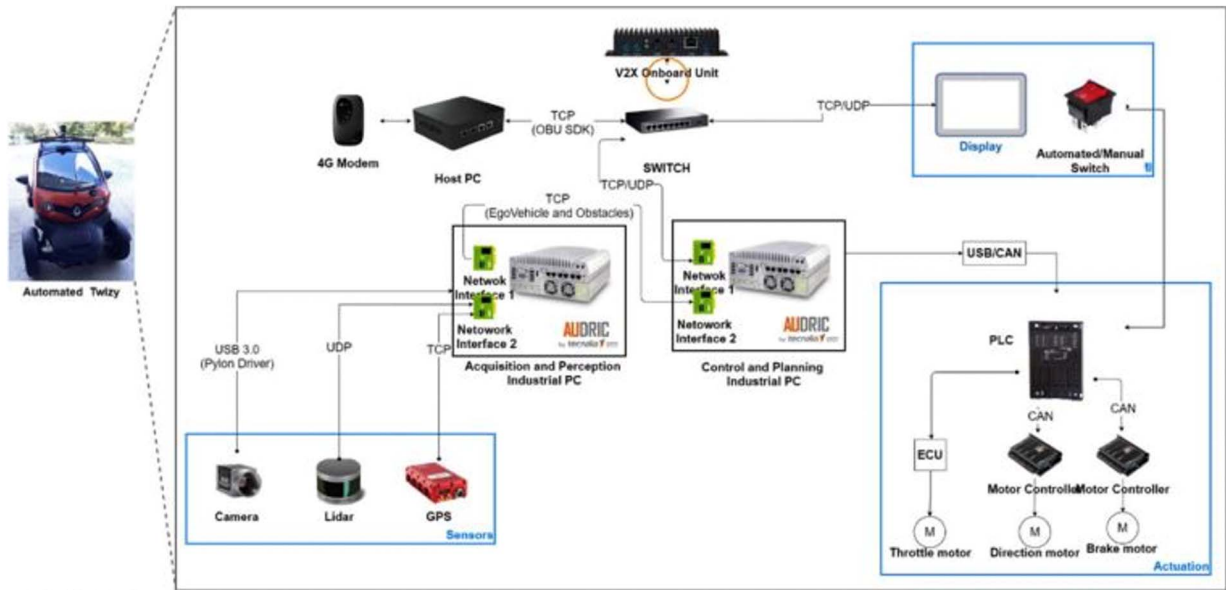 V2X Onboard Unit
TCP
(OBU SDK)
TCP/UDP
4G Modem
Host PC
SWITCH
Display
Automated/Manual
Switch
TCP/UDP
TCP
(EgoVehicle and Obstacles)
Automated Twizy
Netwok
Interface 1
Netowork
Interface 2
AUDRIC
by tecnalia
Acquisition and Perception
Industrial PC
Netwok
Interface 1
Netowork
Interface 2
AUDRIC
by tecnalia
Control and Planning
Industrial PC
USB/CAN
USB 3.0
(Pylon Driver)
UDP
TCP
PLC
CAN
CAN
ECU
Motor Controller
Motor Controller
Camera
Lidar
GPS
Sensors
M
M
M
Throttle motor
Direction motor
Brake motor
Actuation